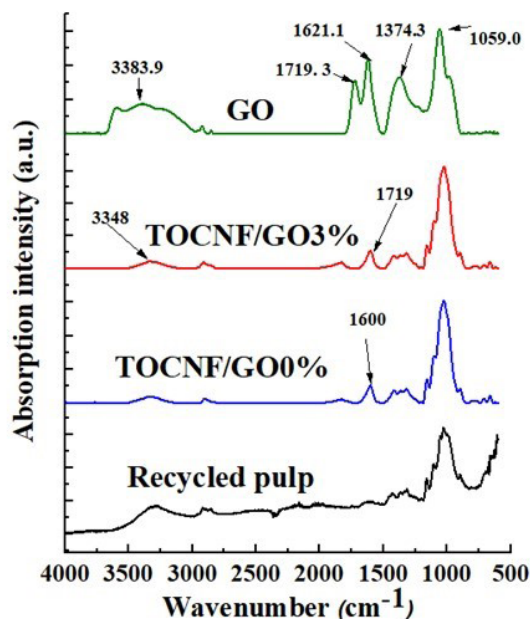 1621.1
1374.3
3383.9
1719.3
1059.0
GO
3348
1719
TOCNF/GO3%
1600
TOCNF/GO0%
Recycled pulp
Absorption intensity (a.u.)
4000 3500 3000 2500 2000 1500 1000 500
Wavenumber (cm-1)